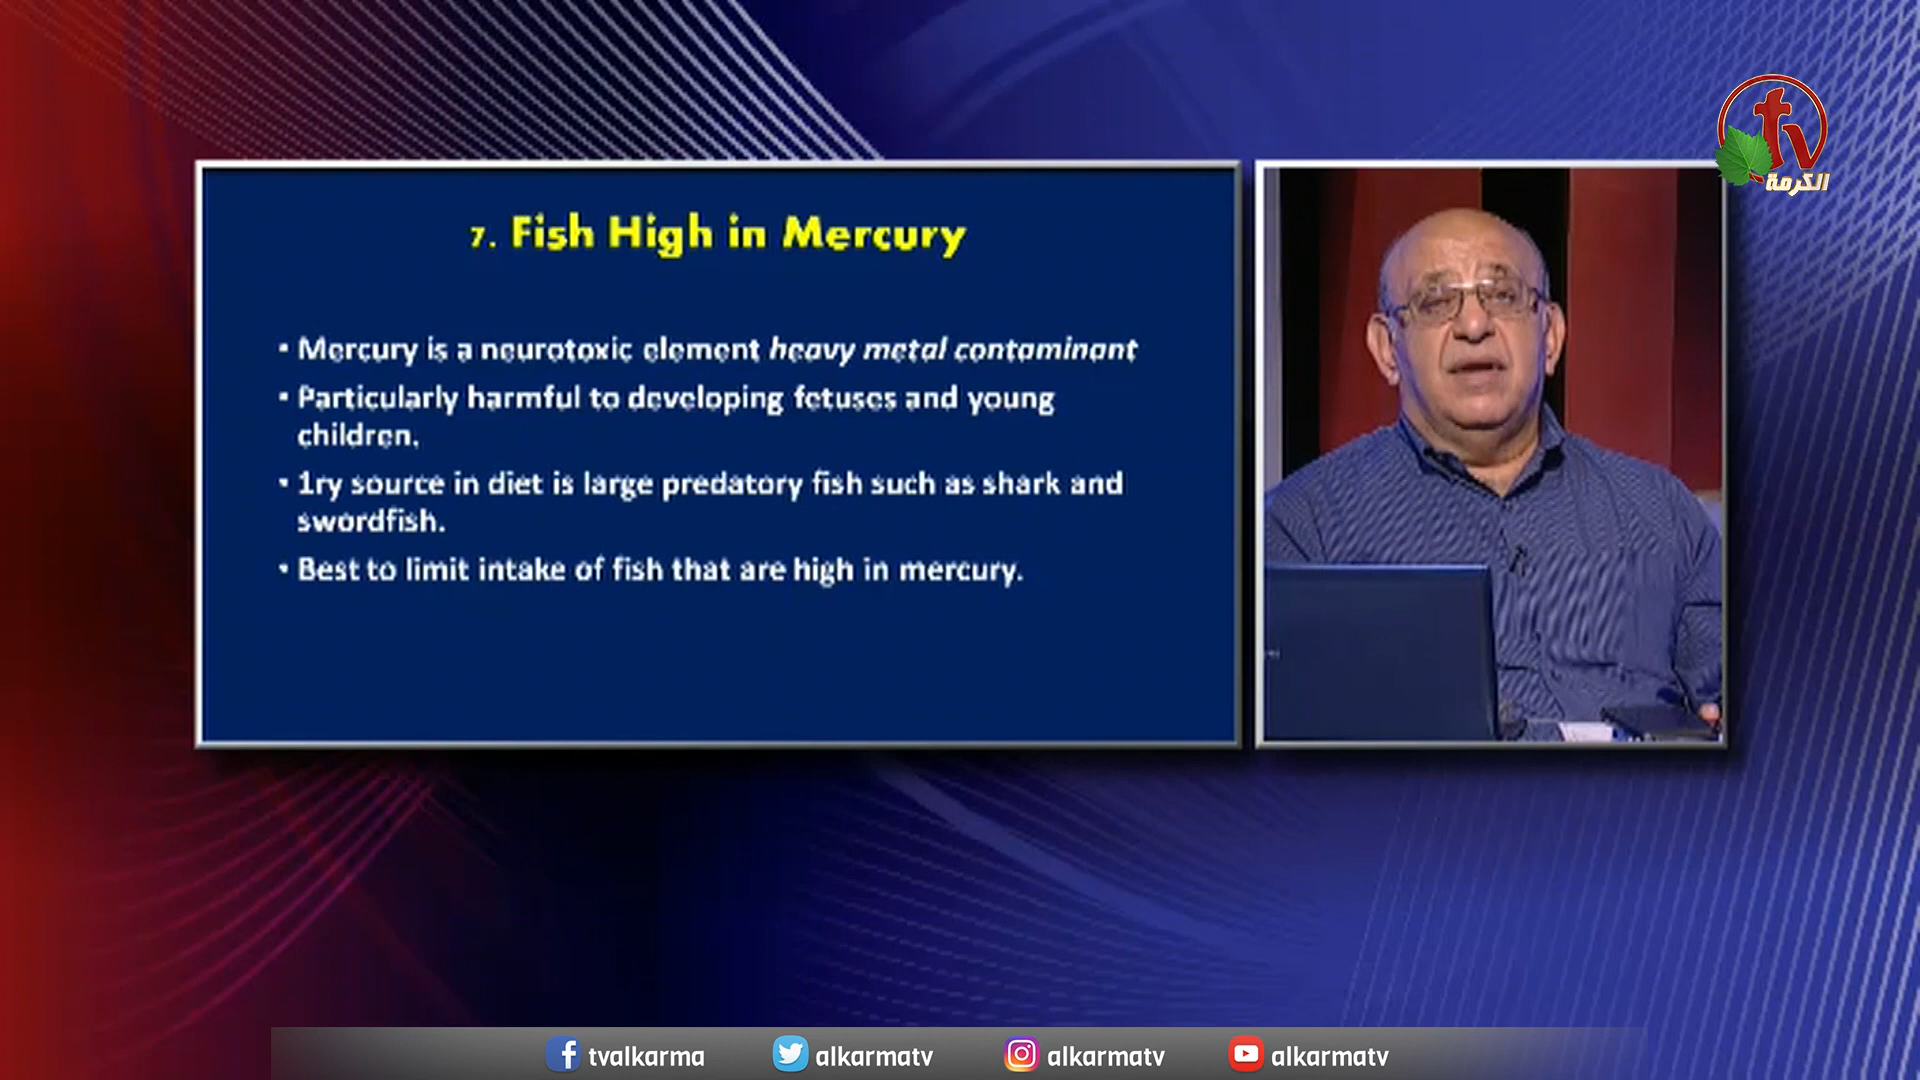 tv
الكرمة
7. Fish High in Mercury
▪ Mercury is a neurotoxic element heavy metal contaminant
▪ Particularly harmful to developing fetuses and young
children.
▪ 1ry source in diet is large predatory fish such as shark and
swordfish.
▪ Best to limit intake of fish that are high in mercury.
tvalkarma
alkarmatv
alkarmatv
alkarmatv